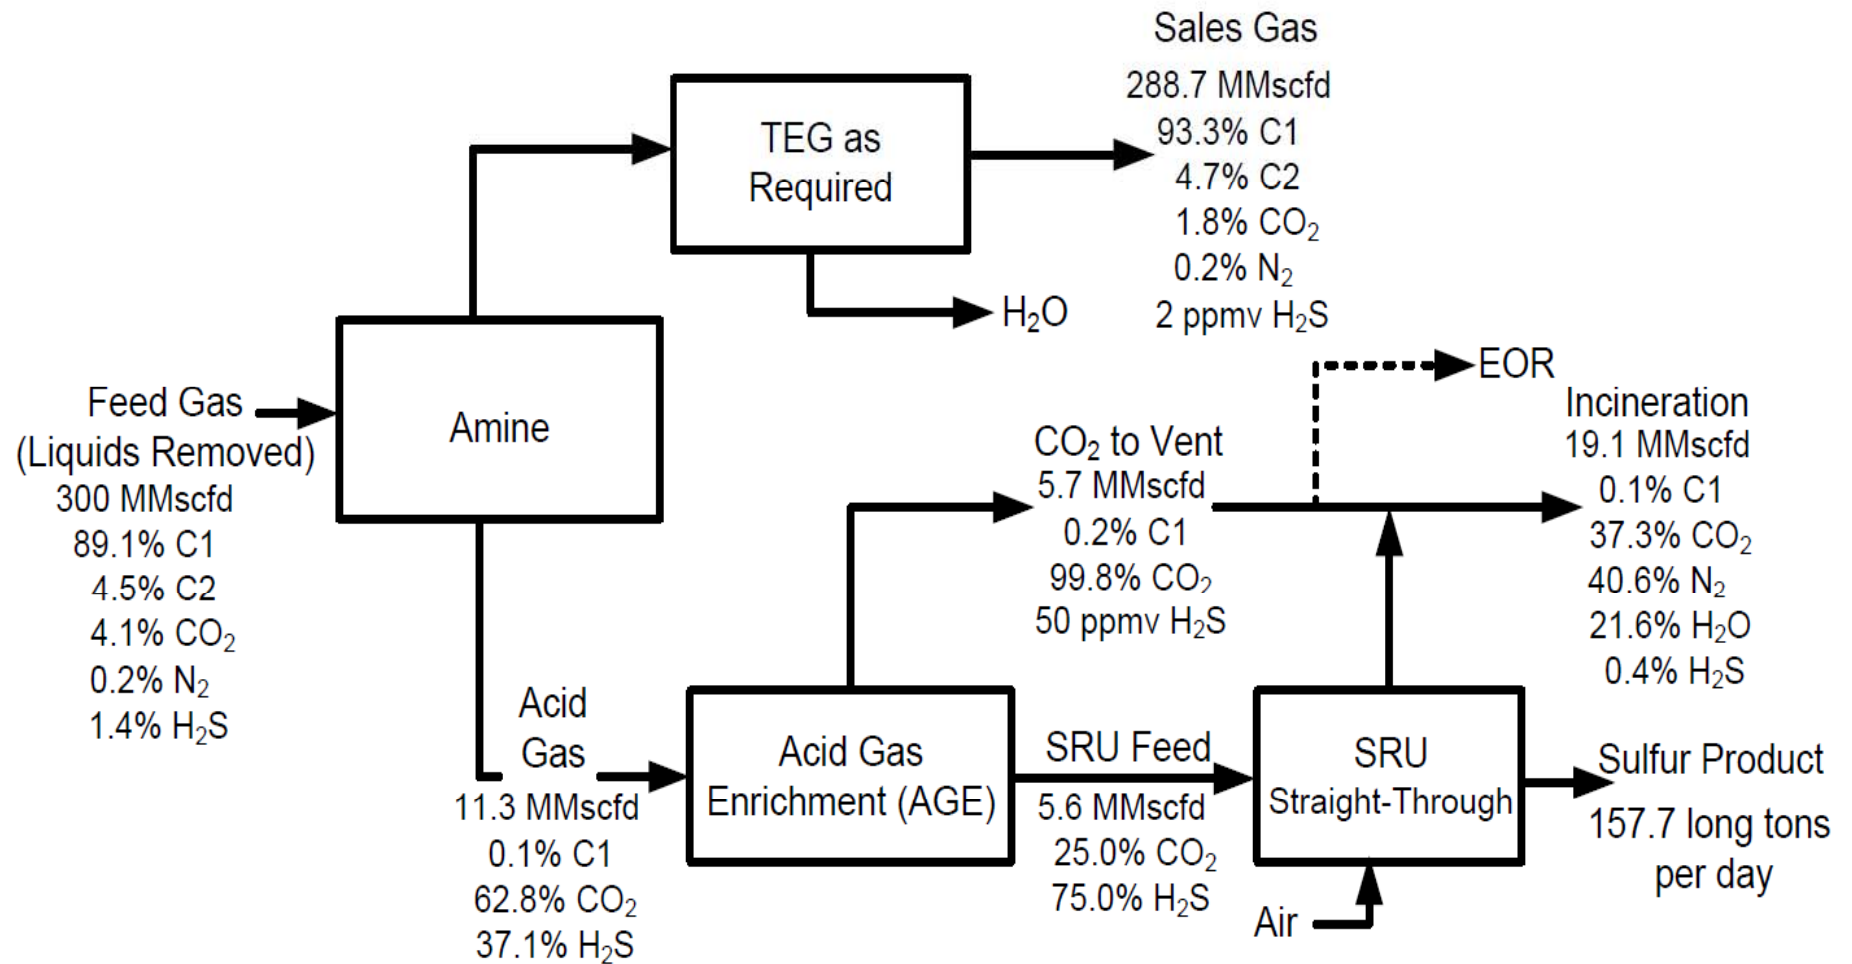 Sales Gas
288.7 MMscfd
93.3% C1
4.7% C2
1.8% CO₂
0.2% N₂
2 ppmv H₂S
TEG as
Required
H₂O
Amine
Feed Gas
(Liquids Removed)
300 MMscfd
89.1% C1
4.5% C2
4.1% CO₂
0.2% N₂
1.4% H₂S
EOR
CO₂ to Vent
5.7 MMscfd
0.2% C1
99.8% CO₂
50 ppmv H₂S
Incineration
19.1 MMscfd
0.1% C1
37.3% CO₂
40.6% N₂
21.6% H₂O
0.4% H₂S
Acid
Gas
11.3 MMscfd
0.1% C1
62.8% CO₂
37.1% H₂S
Acid Gas
Enrichment (AGE)
SRU Feed
5.6 MMscfd
25.0% CO₂
75.0% H₂S
SRU
Straight-Through
Air
Sulfur Product
157.7 long tons
per day